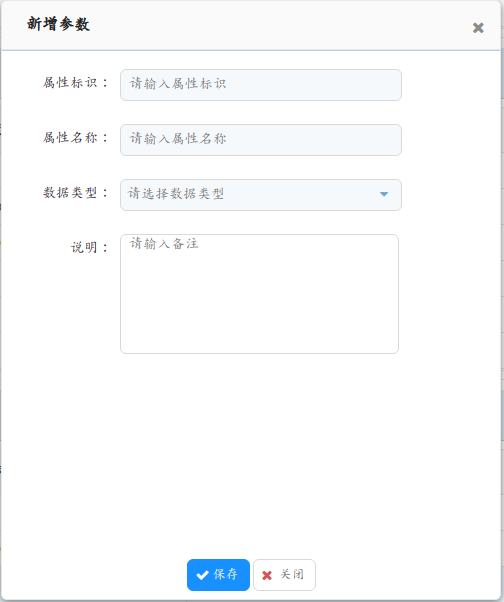 新增参数
属性标识：
请输入属性标识
属性名称：
请输入属性名称
数据类型：
请选择数据类型
说明：
请输入备注
保存
关闭